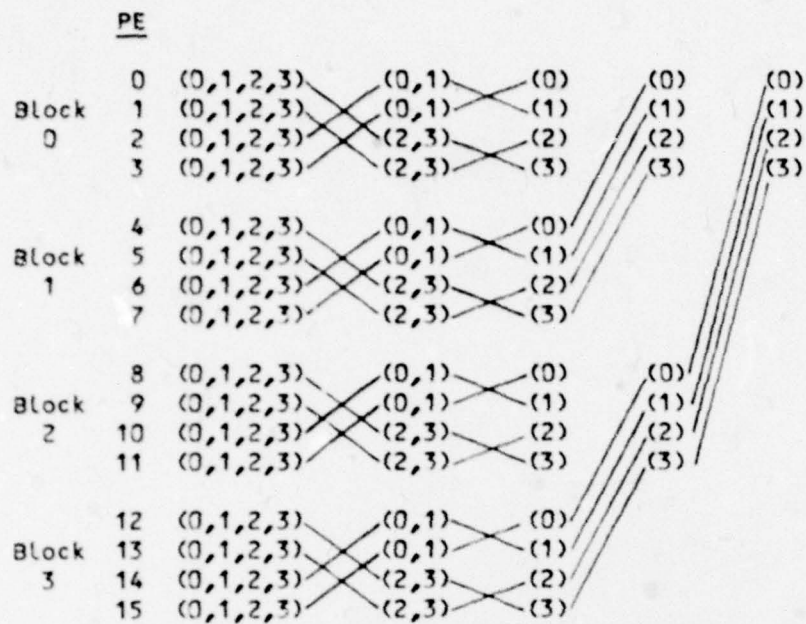 PE
0 (0,1,2,3) (0,1) (0) (0) (0)
Block 1 (0,1,2,3) (0,1) (1) (1) (1)
0 2 (0,1,2,3) (2,3) (2) (2) (2)
3 (0,1,2,3) (2,3) (3) (3) (3)
4 (0,1,2,3) (0,1) (0)
Block 5 (0,1,2,3) (0,1) (1)
1 6 (0,1,2,3) (2,3) (2)
7 (0,1,2,3) (2,3) (3)
8 (0,1,2,3) (0,1) (0) (0)
Block 9 (0,1,2,3) (0,1) (1) (1)
2 10 (0,1,2,3) (2,3) (2) (2)
11 (0,1,2,3) (2,3) (3) (3)
12 (0,1,2,3) (0,1) (0)
Block 13 (0,1,2,3) (0,1) (1)
3 14 (0,1,2,3) (2,3) (2)
15 (0,1,2,3) (2,3) (3)